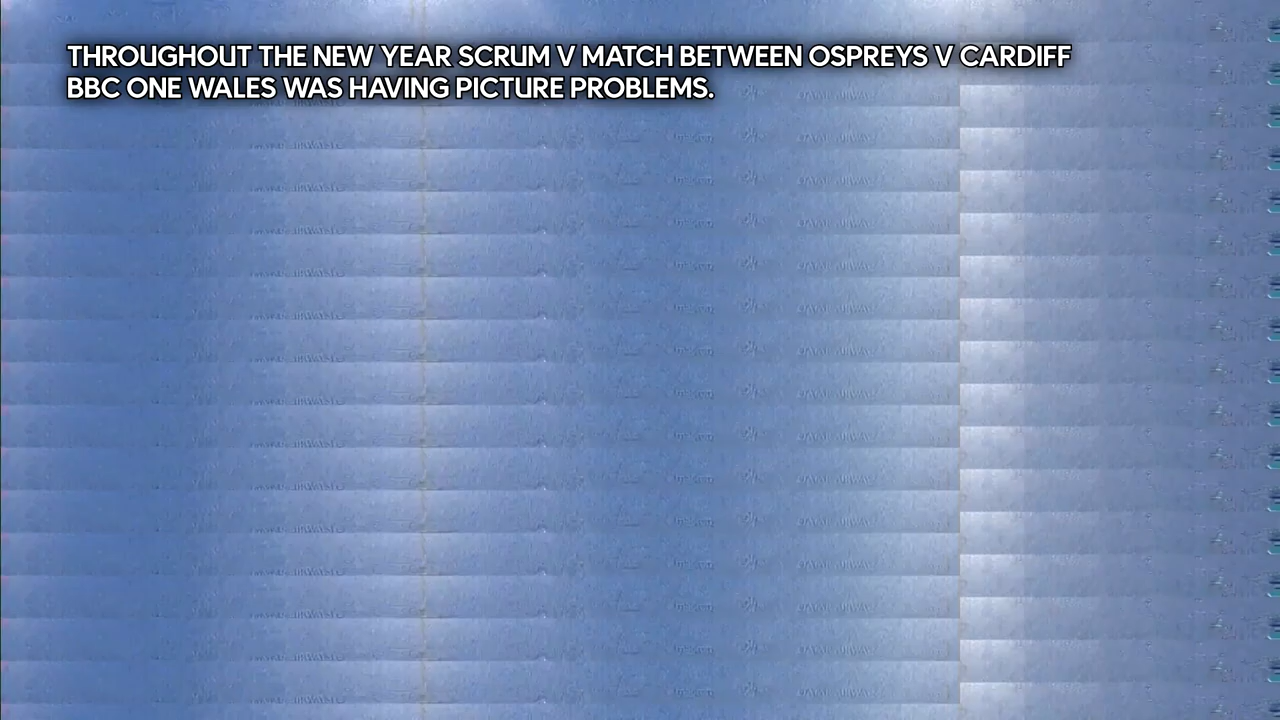 THROUGHOUT THE NEW YEAR SCRUM V MATCH BETWEEN OSPREYS V CARDIFF
BBC ONE WALES WAS HAVING PICTURE PROBLEMS.